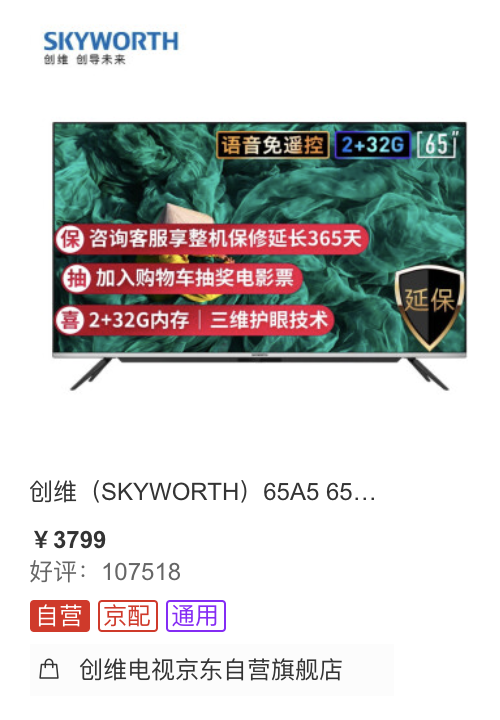 SKYWORTH
创维 创导未来
语音免遥控 2+32G 65"
保 咨询客服享整机保修延长365天
抽 加入购物车抽奖电影票
喜 2+32G内存｜三维护眼技术
延保
创维（SKYWORTH）65A5 65…
￥3799
好评：107518
自营 京配 通用
创维电视京东自营旗舰店